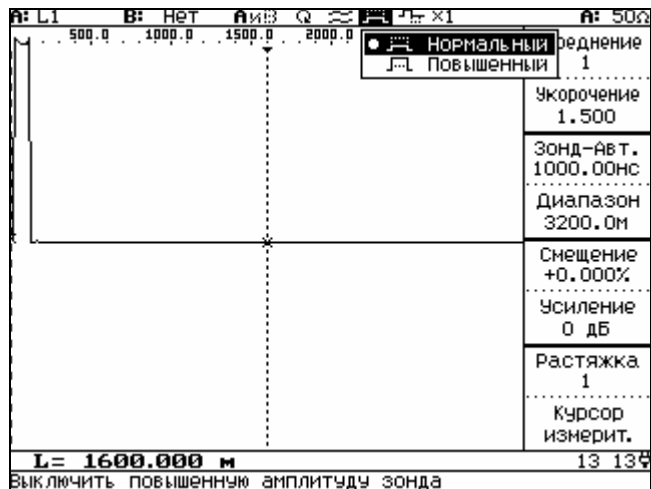 A: L1 B: Нет АиВ Q ×1 A: 50Ω
500.0 1000.0 1500.0 2000.0
Нормальный
Повышенный
реднение
1
Укорочение
1.500
Зонд-Авт.
1000.00нс
Диапазон
3200.0м
Смещение
+0.000%
Усиление
0 дБ
Растяжка
1
Курсор
измерит.
L= 1600.000 м 13 13
Выключить повышенную амплитуду зонда